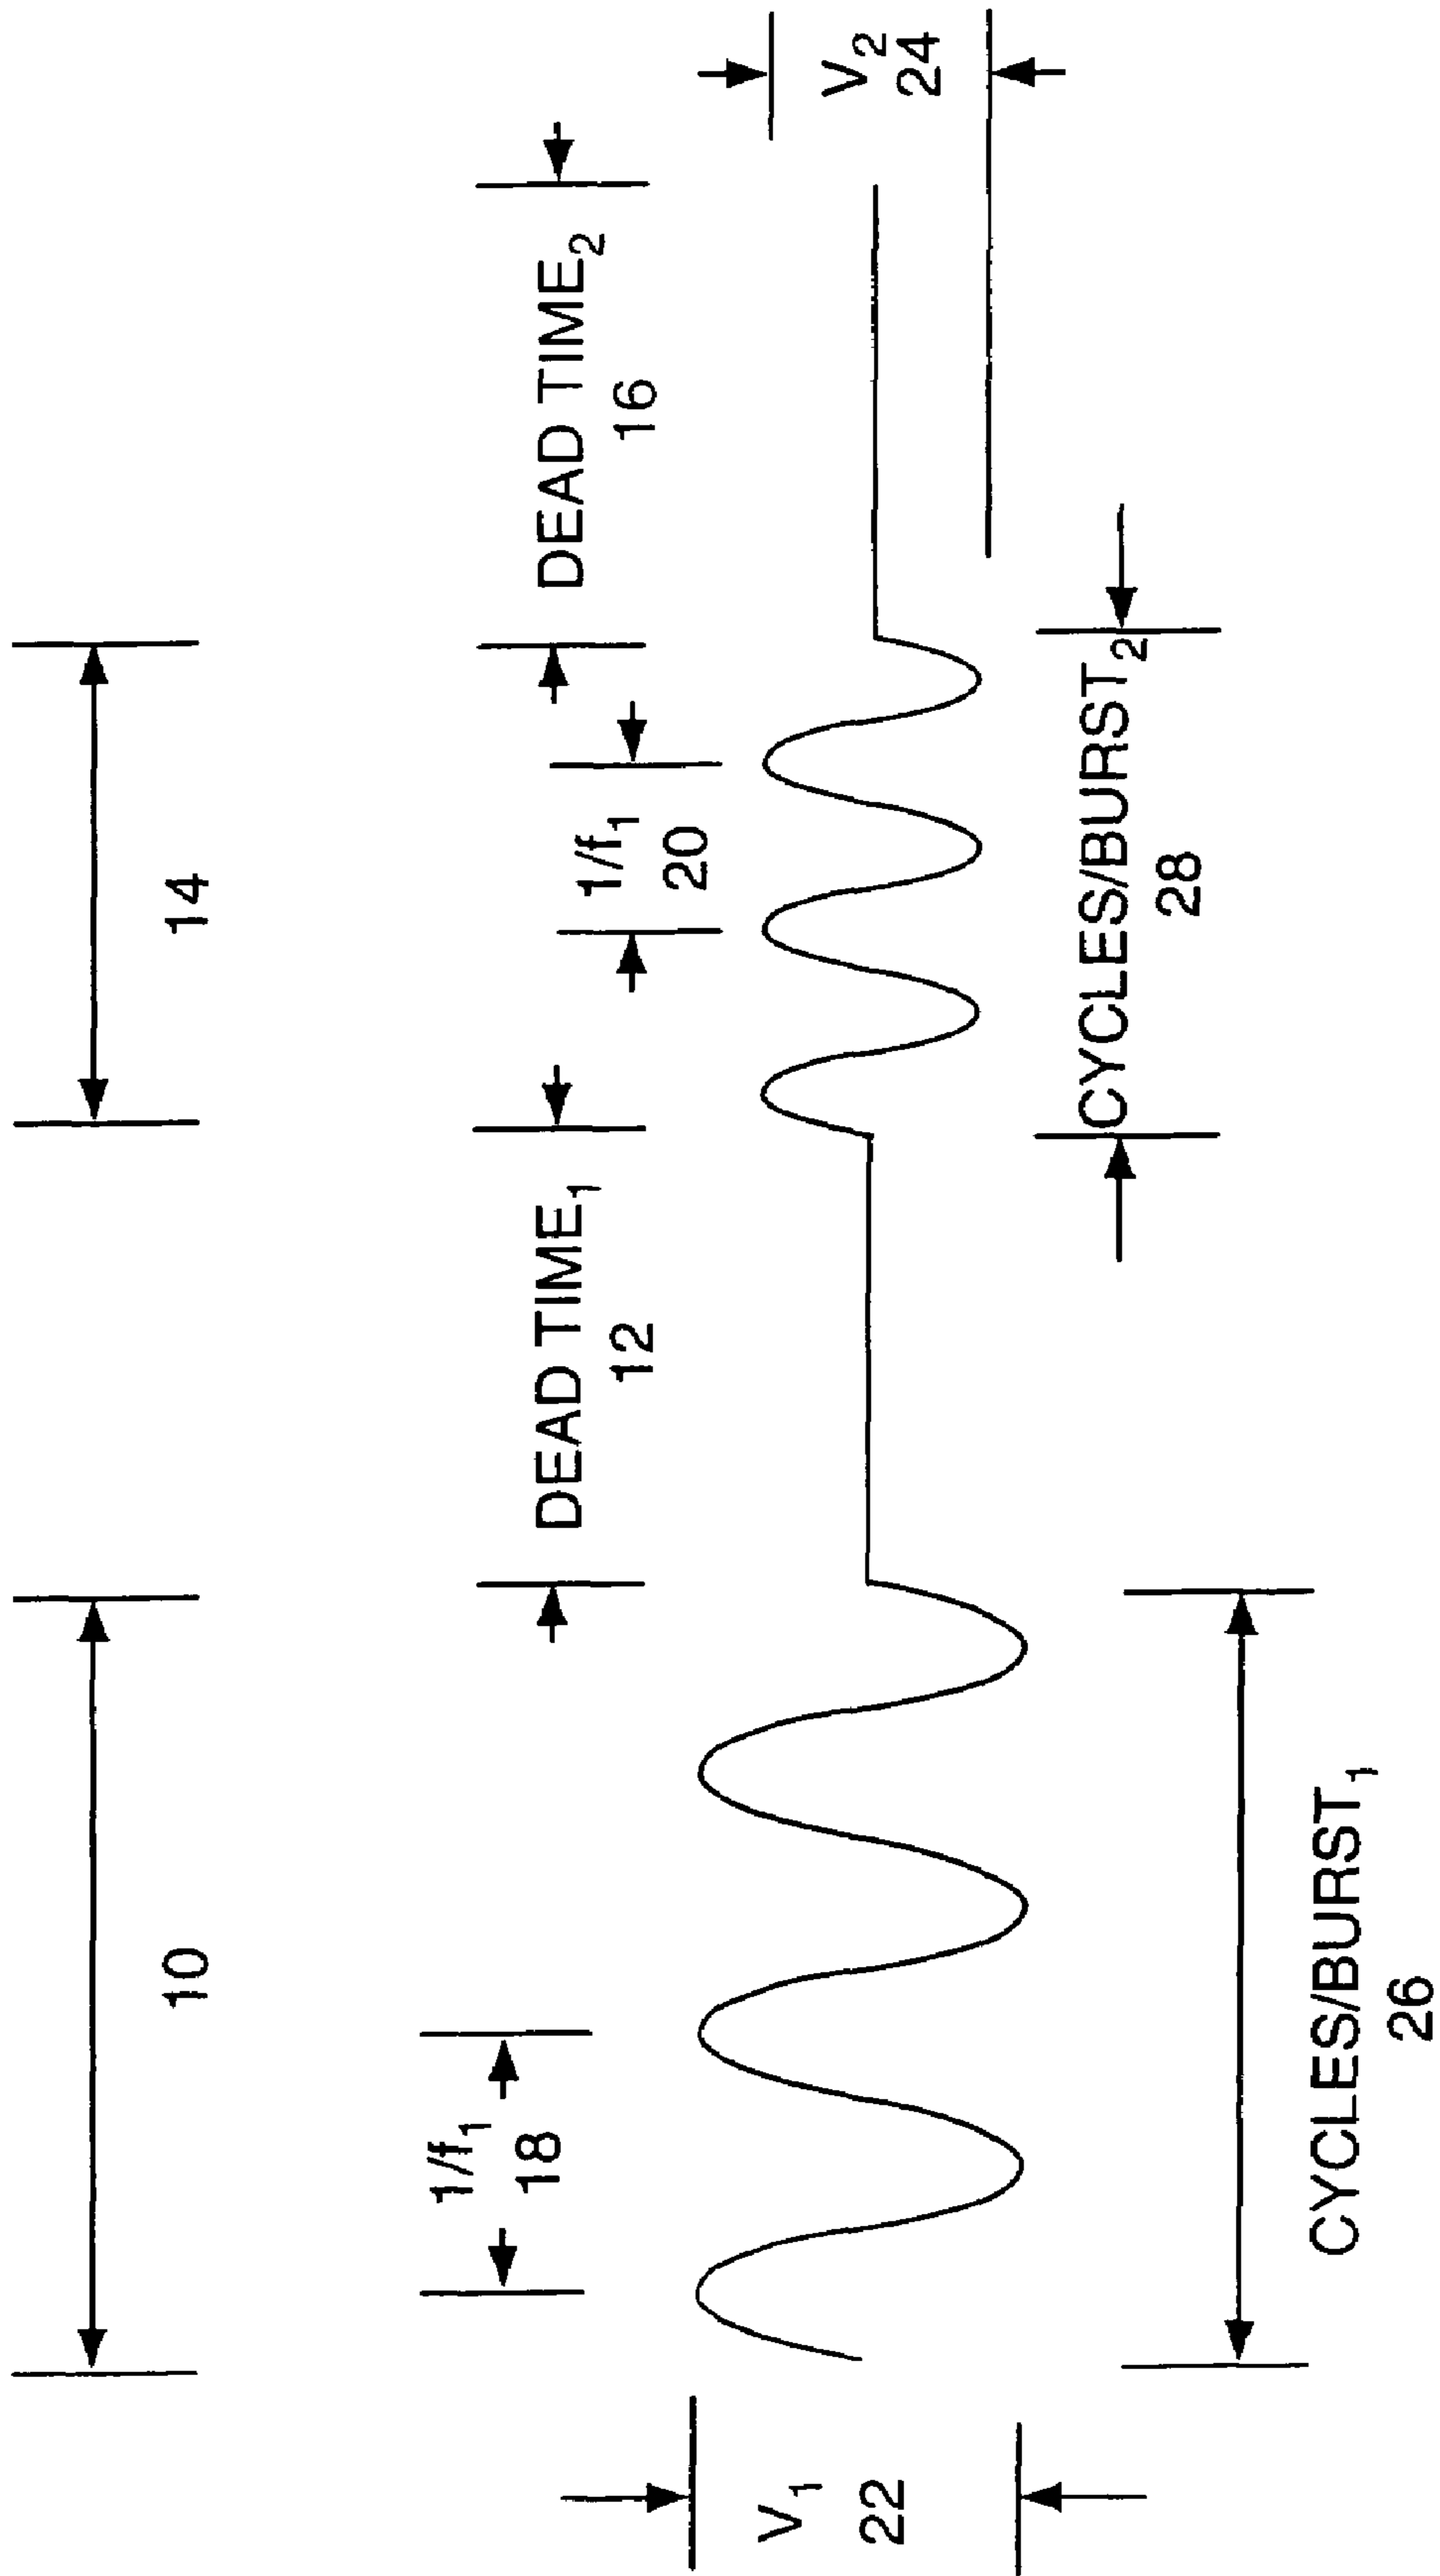 10
14
1/f₁
18
DEAD TIME₁
12
1/f₁
20
DEAD TIME₂
16
V₁
22
V₂
24
CYCLES/BURST₁
26
CYCLES/BURST₂
28